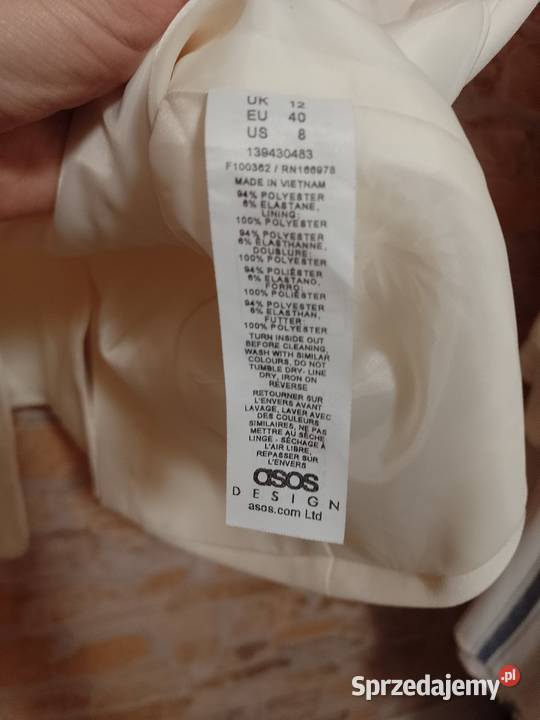 UK 12
EU 40
US 8
139430483
F100362 / RN166978
MADE IN VIETNAM
94% POLYESTER
6% ELASTANE,
LINING:
100% POLYESTER
94% POLYESTER
6% ELASTHANNE,
DOUBLURE:
100% POLYESTER
94% POLIÉSTER
6% ELASTANO,
FORRO:
100% POLIÉSTER
94% POLYESTER
6% ELASTHAN,
FUTTER:
100% POLYESTER
TURN INSIDE OUT
BEFORE CLEANING,
WASH WITH SIMILAR
COLOURS, DO NOT
TUMBLE DRY- LINE
DRY, IRON ON
REVERSE
RETOURNER SUR
L'ENVERS AVANT
LAVAGE, LAVER AVEC
DES COULEURS
SIMILAIRES, NE PAS
METTRE AU SÈCHE
LINGE - SÉCHAGE À
L'AIR LIBRE,
REPASSER SUR
L'ENVERS
asos
DESIGN
asos.com Ltd
Sprzedajemy.pl